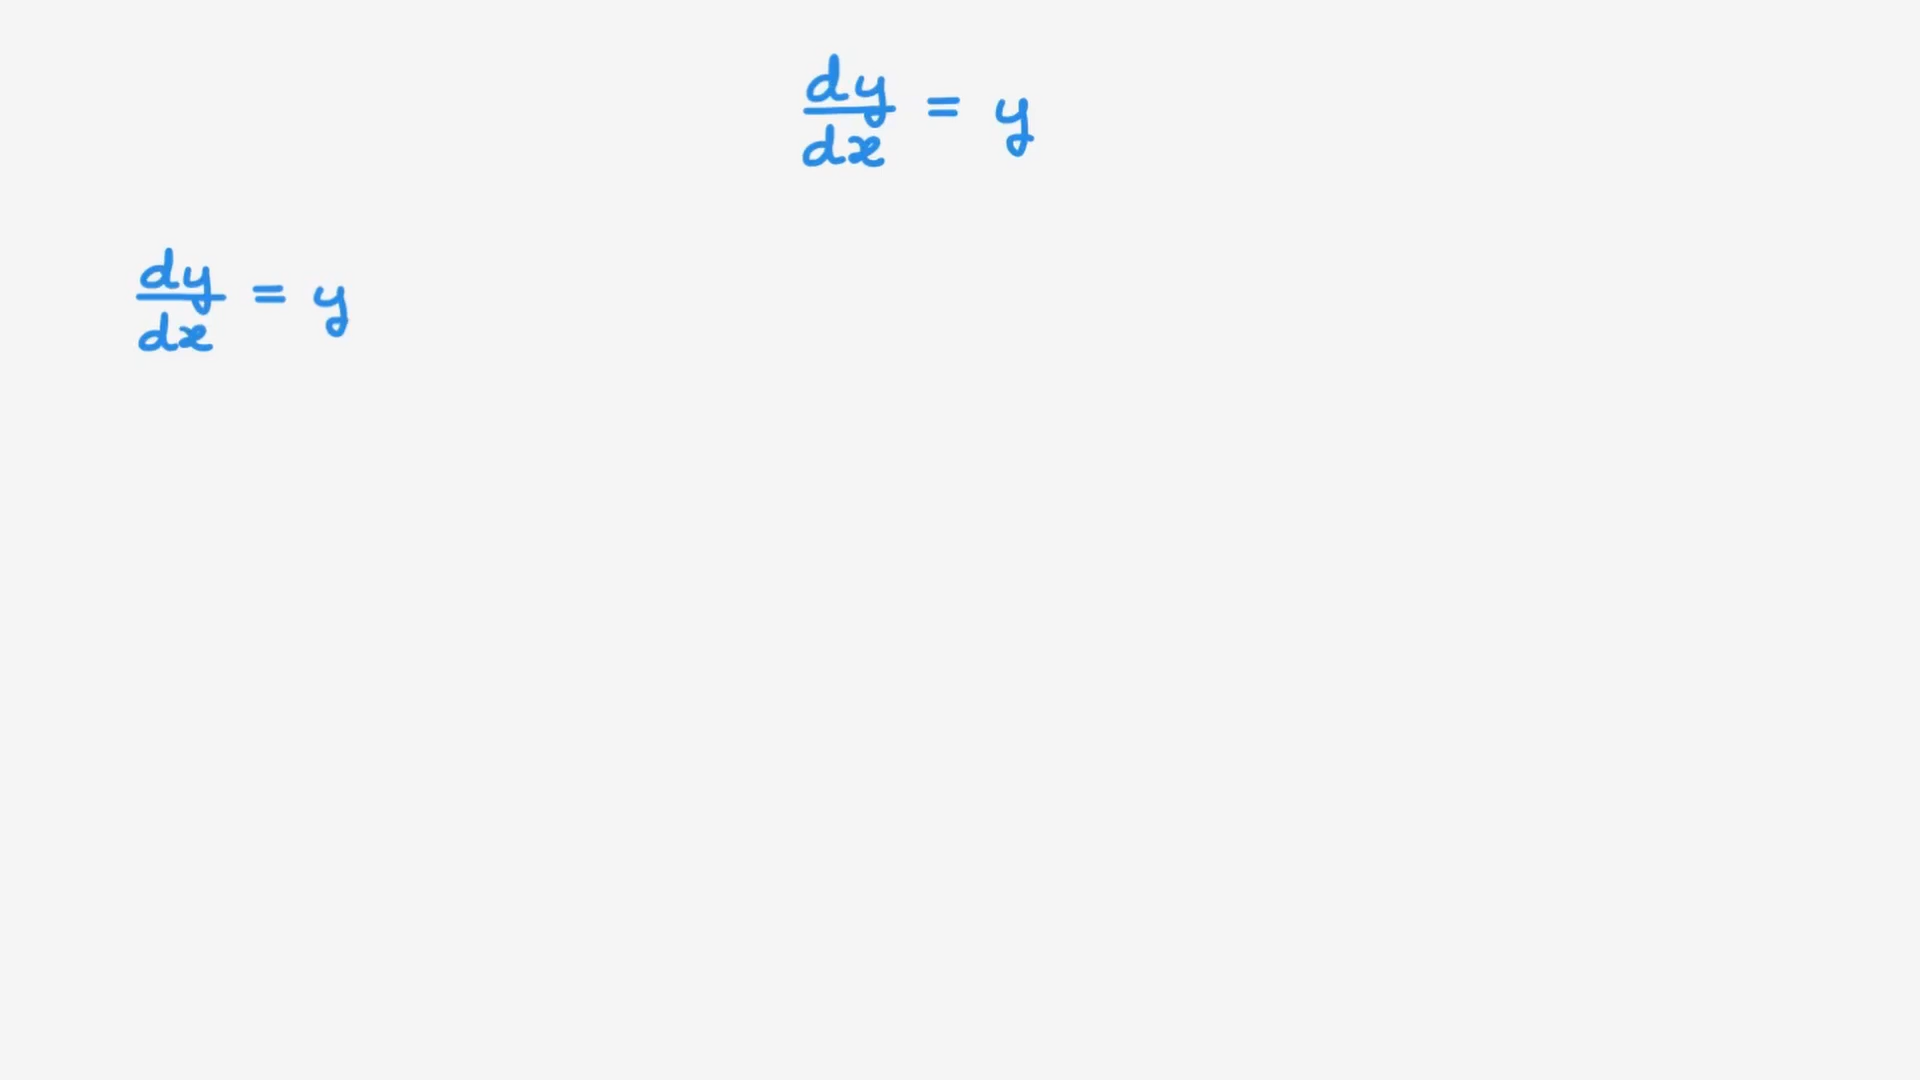 dy/dx = y
dy/dx = y